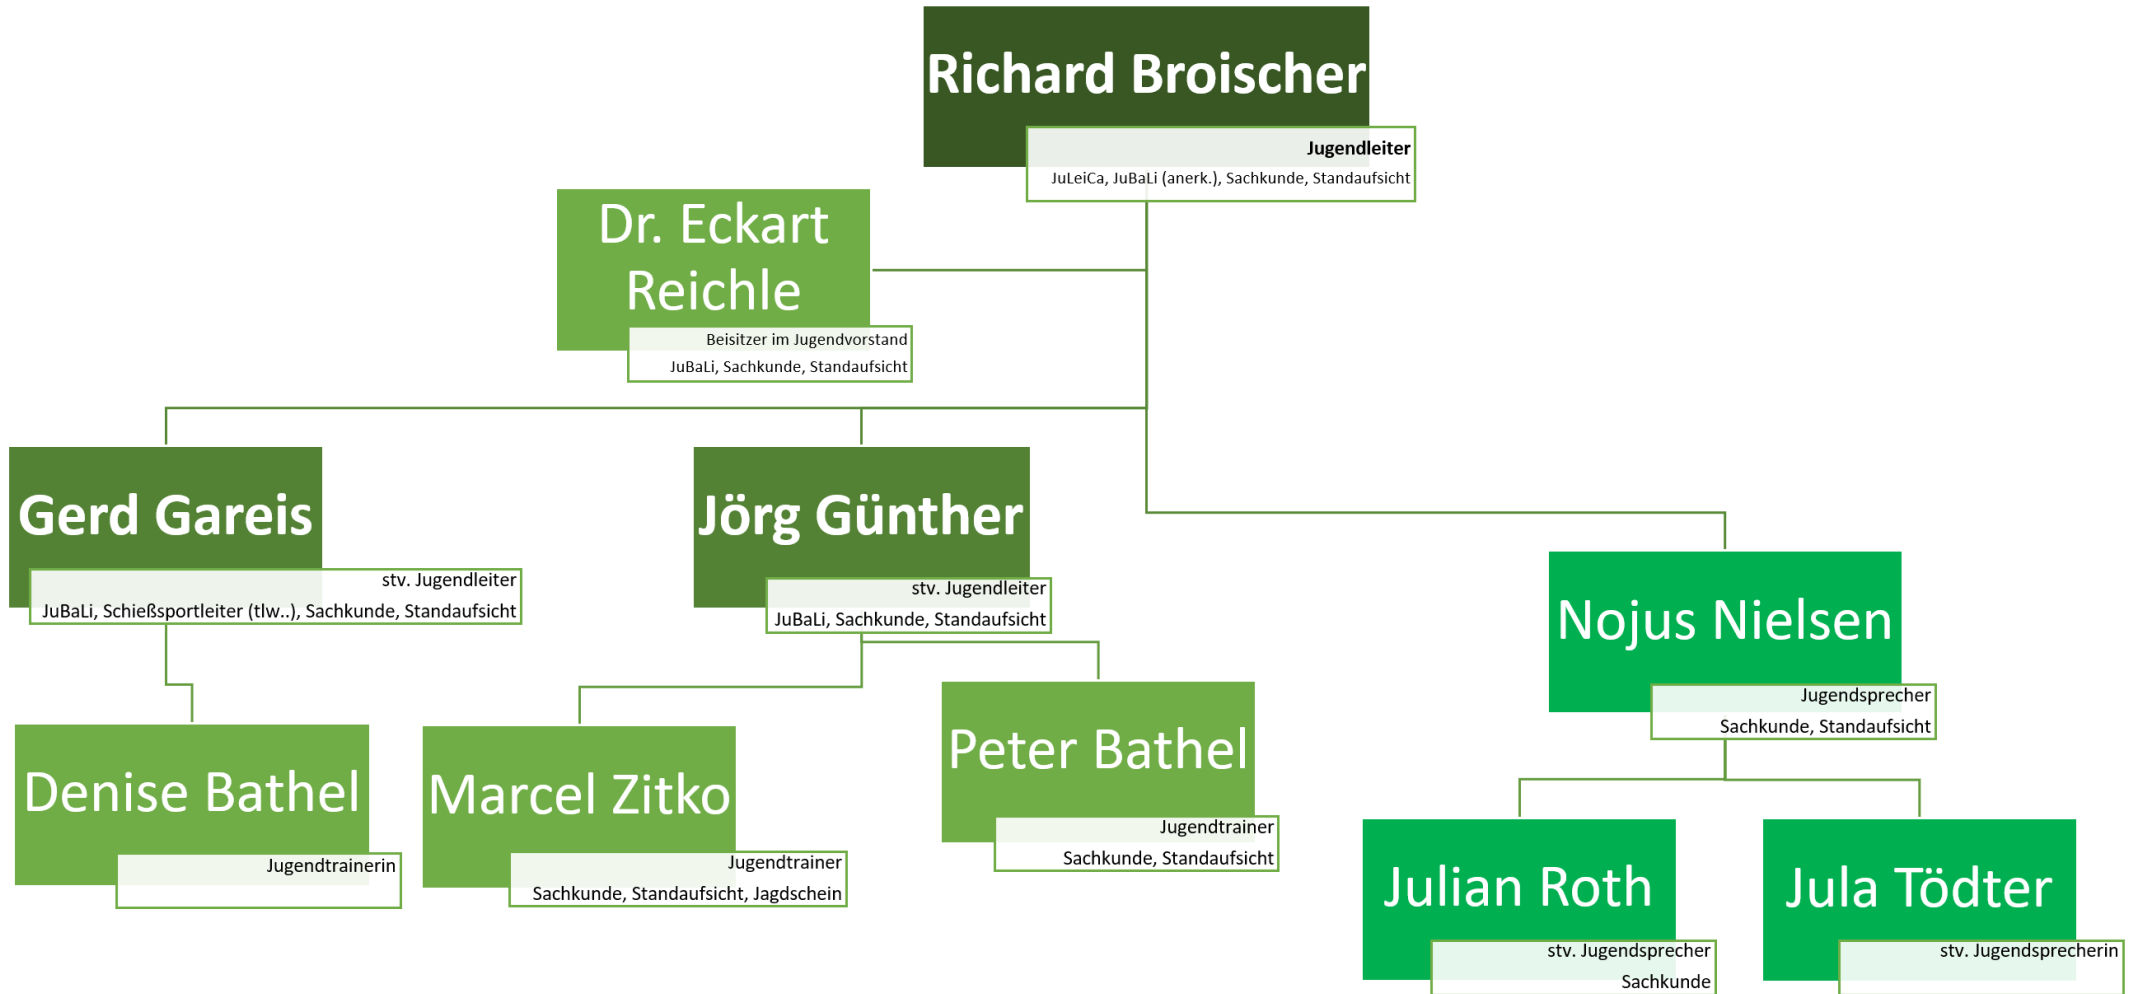 Richard Broischer
Jugendleiter
JuLeiCa, JuBaLi (anerk.), Sachkunde, Standaufsicht
Dr. Eckart
Reichle
Beisitzer im Jugendvorstand
JuBaLi, Sachkunde, Standaufsicht
Gerd Gareis
stv. Jugendleiter
JuBaLi, Schießsportleiter (tlw..), Sachkunde, Standaufsicht
Jörg Günther
stv. Jugendleiter
JuBaLi, Sachkunde, Standaufsicht
Nojus Nielsen
Jugendsprecher
Sachkunde, Standaufsicht
Denise Bathel
Jugendtrainerin
Marcel Zitko
Jugendtrainer
Sachkunde, Standaufsicht, Jagdschein
Peter Bathel
Jugendtrainer
Sachkunde, Standaufsicht
Julian Roth
stv. Jugendsprecher
Sachkunde
Jula Tödter
stv. Jugendsprecherin